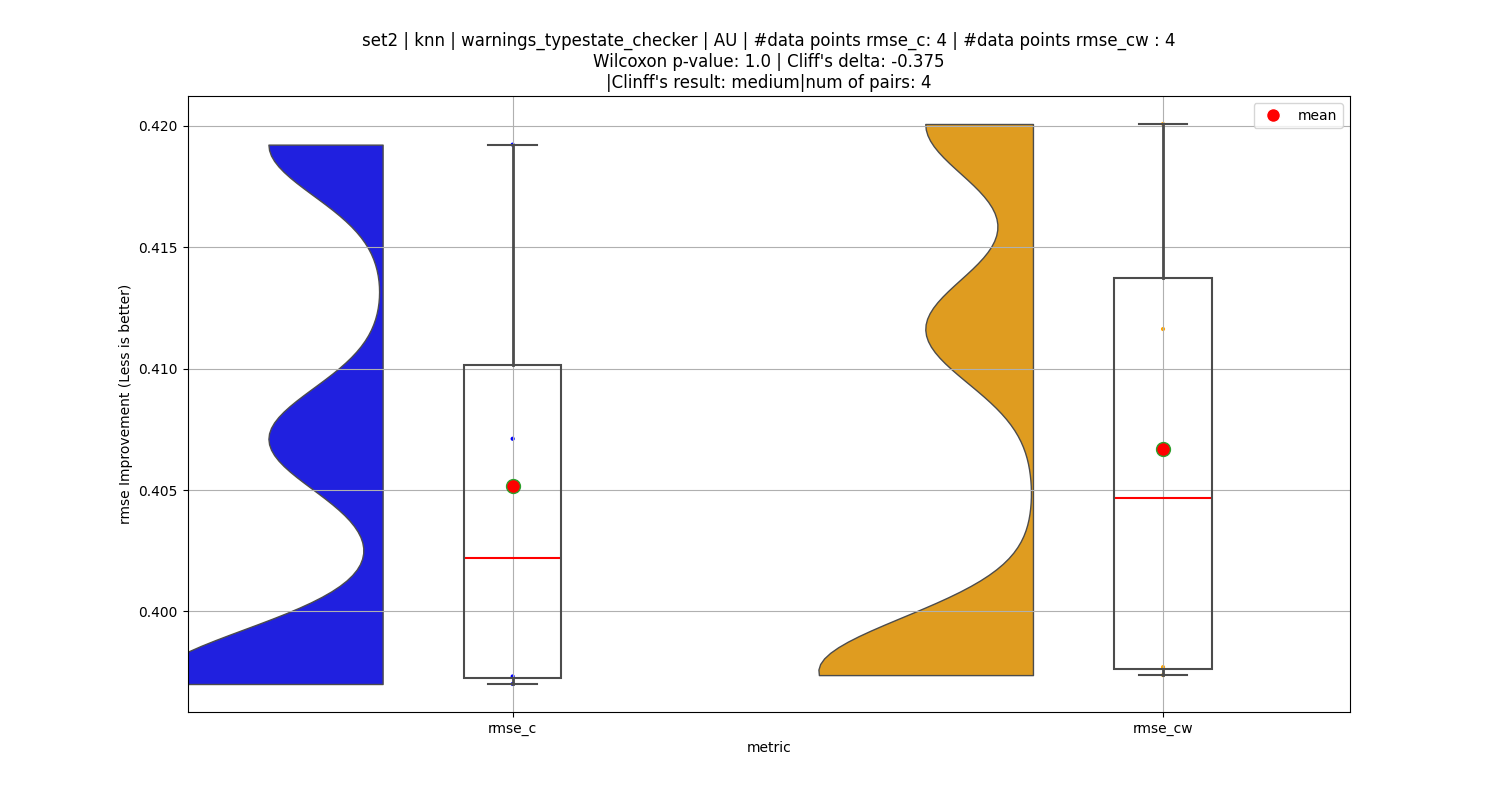 set2 | knn | warnings_typestate_checker | AU | #data points rmse_c: 4 | #data points rmse_cw : 4
Wilcoxon p-value: 1.0 | Cliff's delta: -0.375
|Clinff's result: medium|num of pairs: 4
mean
0.420
0.415
0.410
0.405
0.400
rmse Improvement (Less is better)
rmse_c
rmse_cw
metric